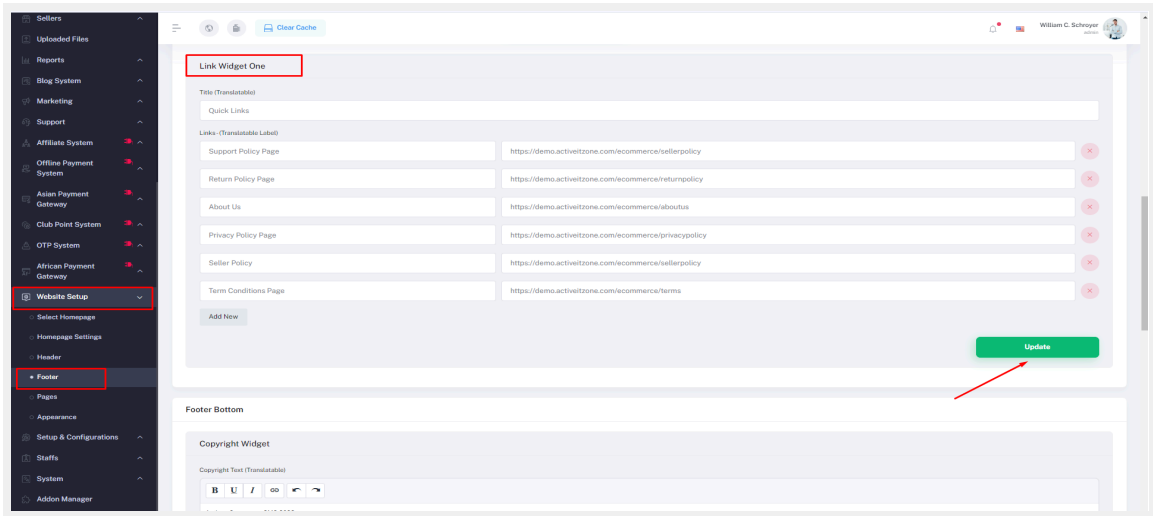 Sellers
Uploaded Files
Reports
Blog System
Marketing
Support
Affiliate System
Offline Payment
System
Asian Payment
Gateway
Club Point System
OTP System
African Payment
Gateway
Website Setup
Select Homepage
Homepage Settings
Header
Footer
Pages
Appearance
Setup & Configurations
Staffs
System
Addon Manager
Clear Cache
William C. Schroyer
admin
Link Widget One
Title (Translatable)
Quick Links
Links - (Translatable Label)
Support Policy Page https://demo.activeitzone.com/ecommerce/sellerpolicy
Return Policy Page https://demo.activeitzone.com/ecommerce/returnpolicy
About Us https://demo.activeitzone.com/ecommerce/aboutus
Privacy Policy Page https://demo.activeitzone.com/ecommerce/privacypolicy
Seller Policy https://demo.activeitzone.com/ecommerce/sellerpolicy
Term Conditions Page https://demo.activeitzone.com/ecommerce/terms
Add New
Update
Footer Bottom
Copyright Widget
Copyright Text (Translatable)
B U I